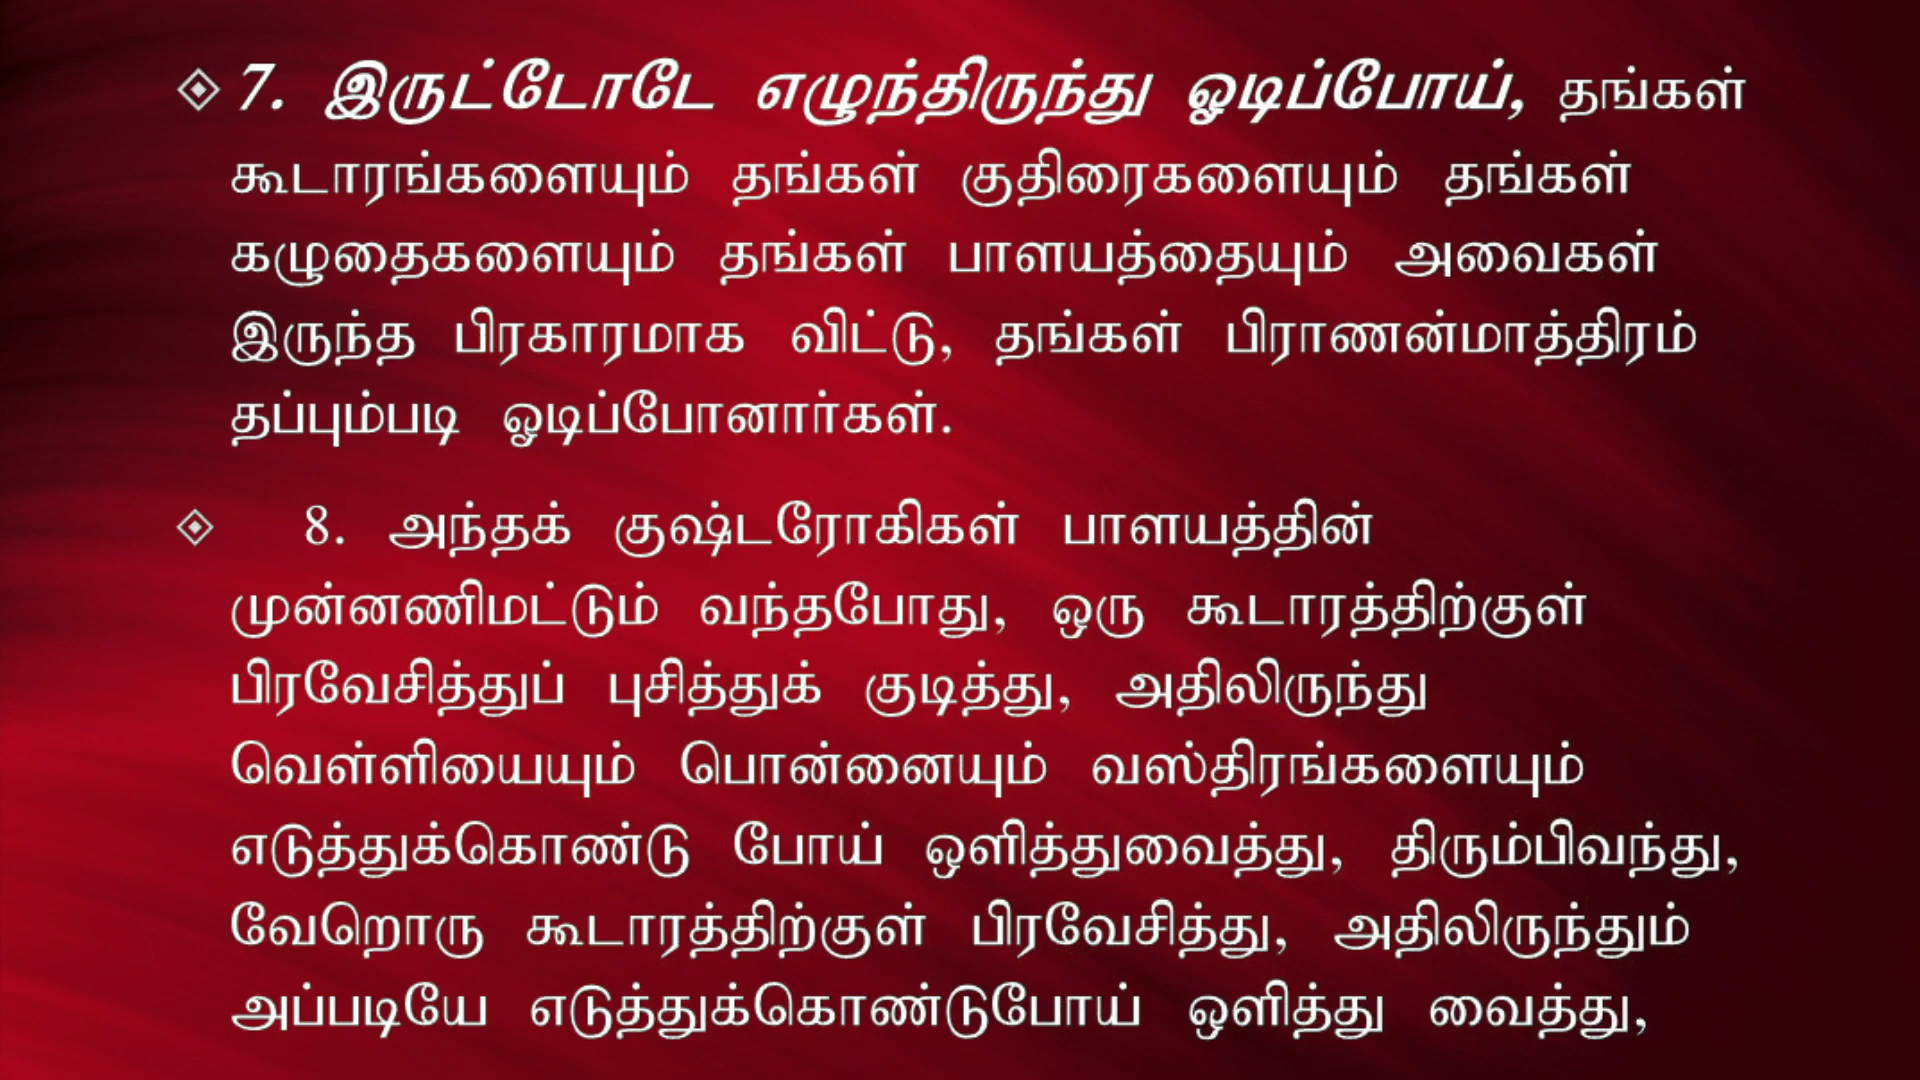 7. இருட்டோடே எழுந்திருந்து ஓடிப்போய், தங்கள்
கூடாரங்களையும் தங்கள் குதிரைகளையும் தங்கள்
கழுதைகளையும் தங்கள் பாளயத்தையும் அவைகள்
இருந்த பிரகாரமாக விட்டு, தங்கள் பிராணன்மாத்திரம்
தப்பும்படி ஓடிப்போனார்கள்.
8. அந்தக் குஷ்டரோகிகள் பாளயத்தின்
முன்னணிமட்டும் வந்தபோது, ஒரு கூடாரத்திற்குள்
பிரவேசித்துப் புசித்துக் குடித்து, அதிலிருந்து
வெள்ளியையும் பொன்னையும் வஸ்திரங்களையும்
எடுத்துக்கொண்டு போய் ஒளித்துவைத்து, திரும்பிவந்து,
வேறொரு கூடாரத்திற்குள் பிரவேசித்து, அதிலிருந்தும்
அப்படியே எடுத்துக்கொண்டுபோய் ஒளித்து வைத்து,